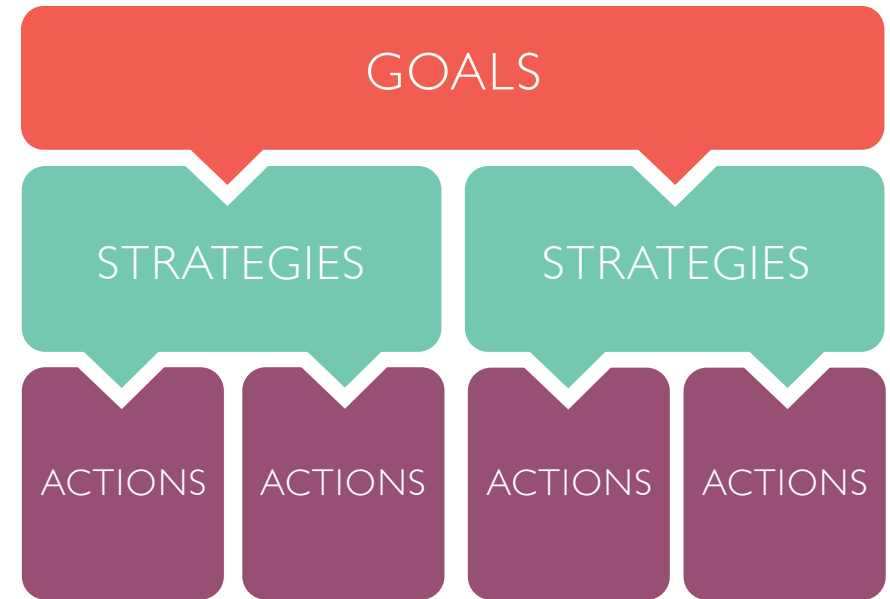 GOALS
STRATEGIES
STRATEGIES
ACTIONS
ACTIONS
ACTIONS
ACTIONS